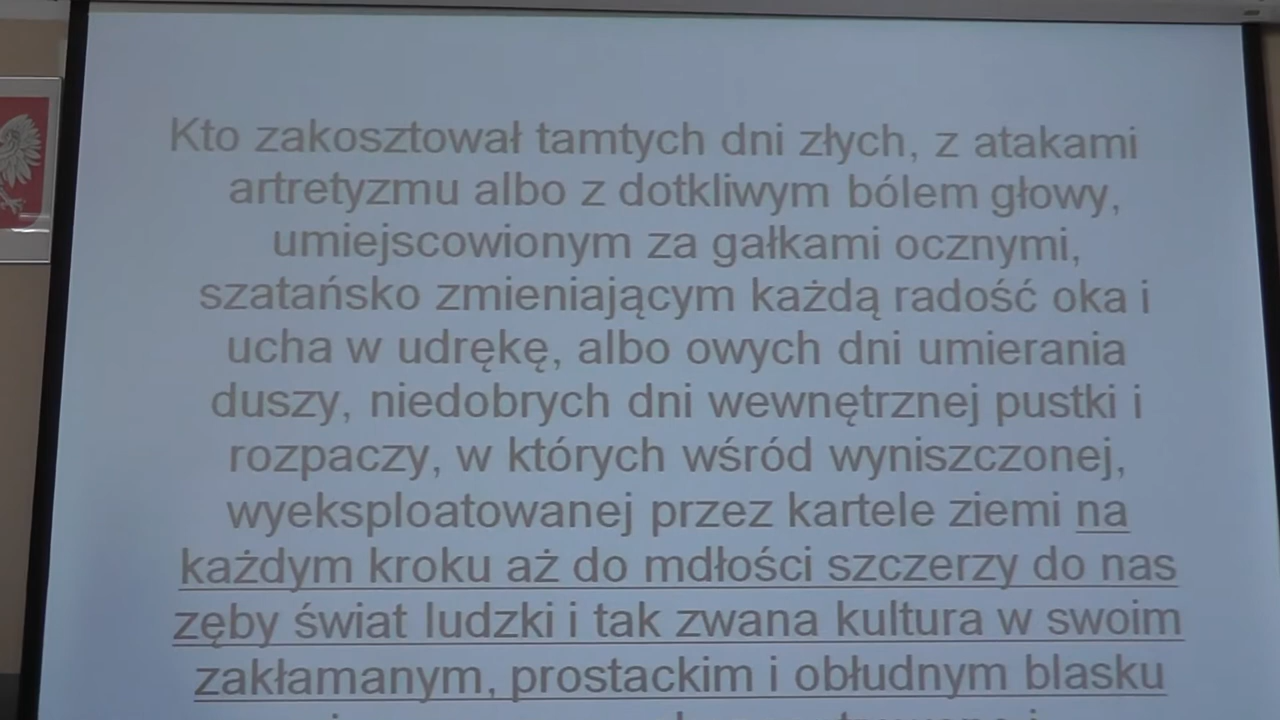 Kto zakosztował tamtych dni złych, z atakami
artretyzmu albo z dotkliwym bólem głowy,
umiejscowionym za gałkami ocznymi,
szatańsko zmieniającym każdą radość oka i
ucha w udrękę, albo owych dni umierania
duszy, niedobrych dni wewnętrznej pustki i
rozpaczy, w których wśród wyniszczonej,
wyeksploatowanej przez kartele ziemi na
każdym kroku aż do mdłości szczerzy do nas
zęby świat ludzki i tak zwana kultura w swoim
zakłamanym, prostackim i obłudnym blasku